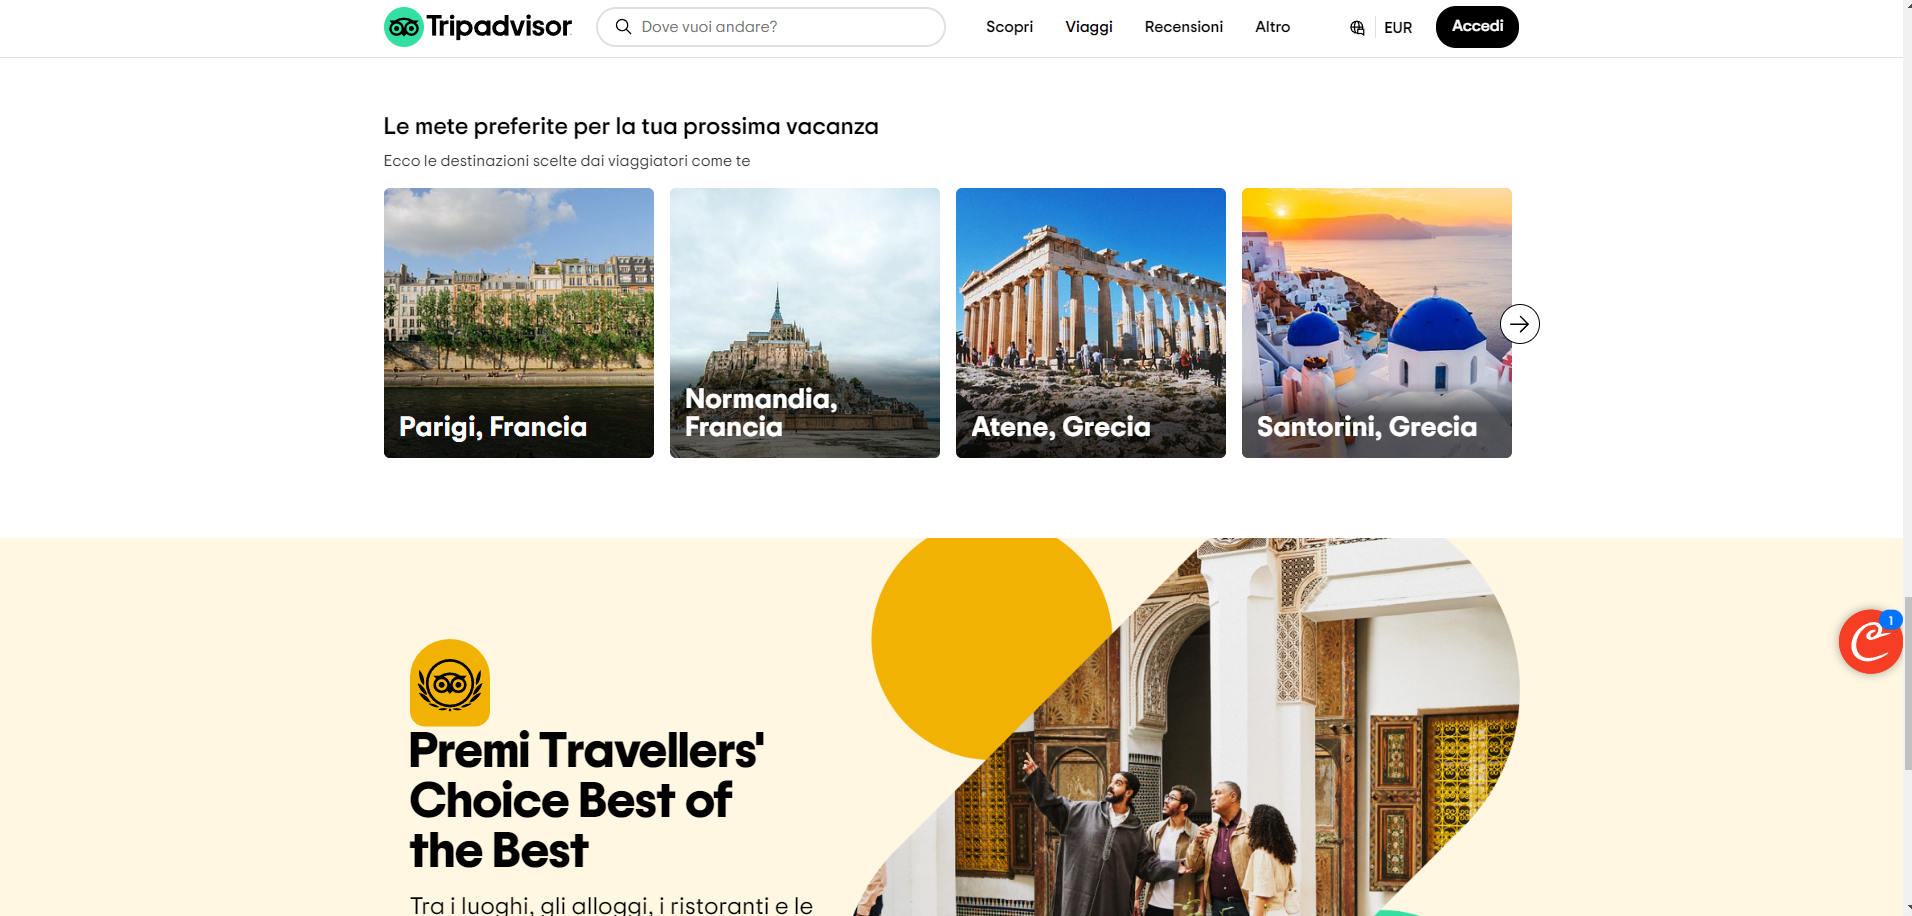 Tripadvisor
Dove vuoi andare?
Scopri
Viaggi
Recensioni
Altro
EUR
Accedi
Le mete preferite per la tua prossima vacanza
Ecco le destinazioni scelte dai viaggiatori come te
Parigi, Francia
Normandia,
Francia
Atene, Grecia
Santorini, Grecia
1
Premi Travellers'
Choice Best of
the Best
Tra i luoghi, gli alloggi, i ristoranti e le